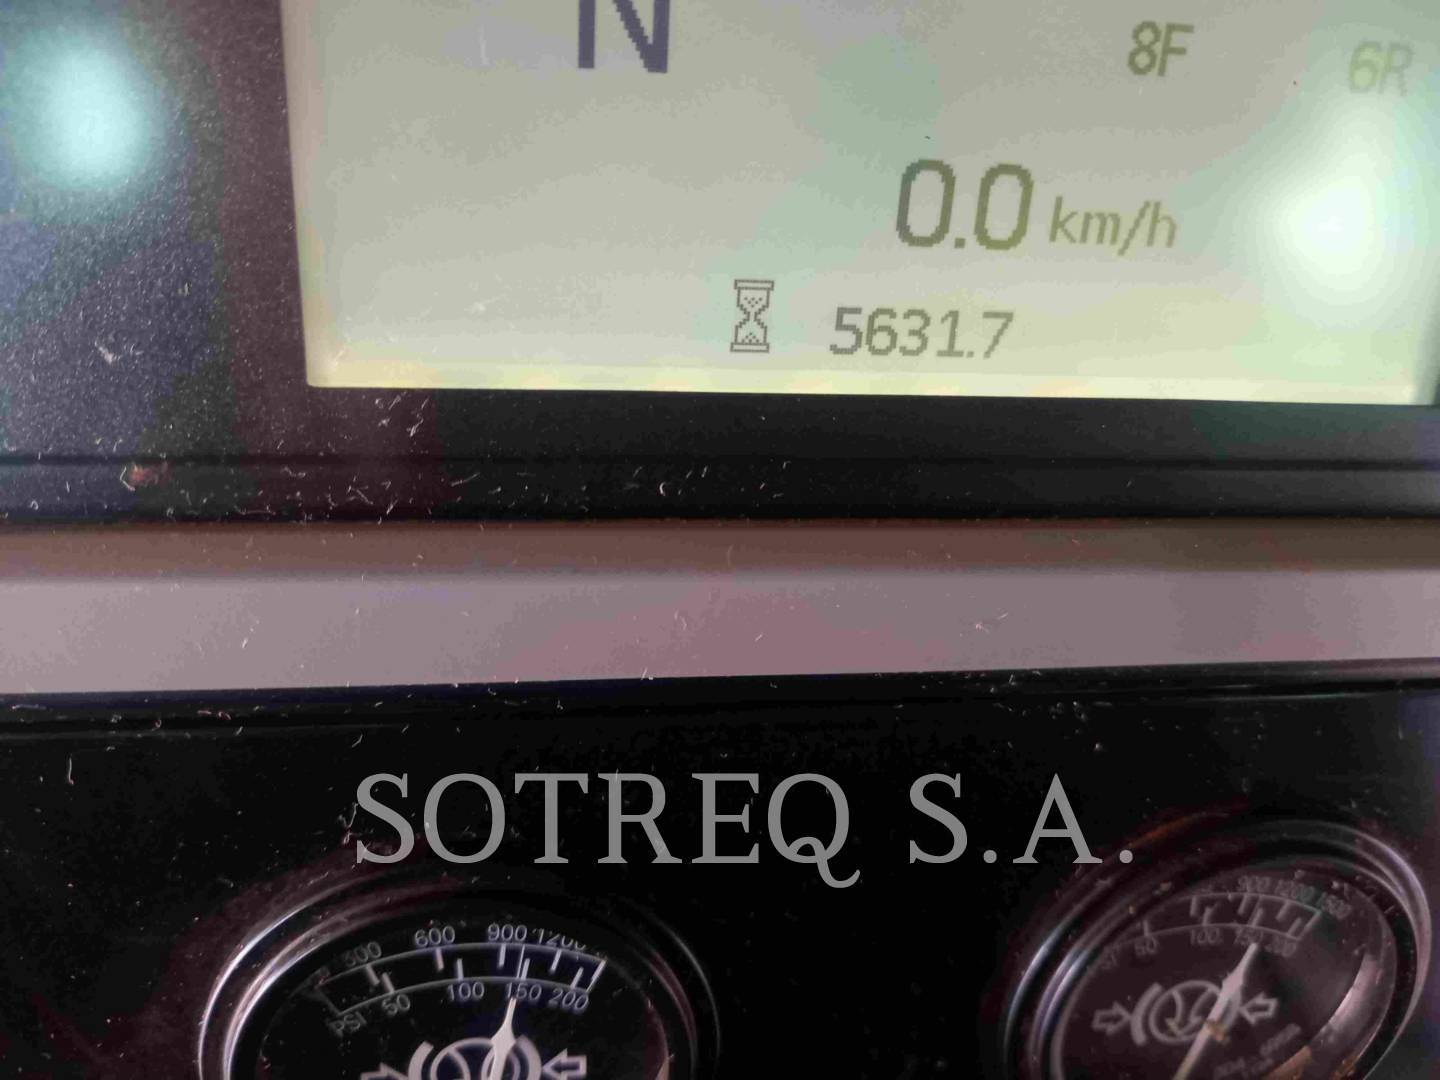 N
8F 6R
0.0 km/h
5631.7
SOTREQ S.A.
300 600 900 1200
PSI 50 100 150 200
900 1200 1500
50 100 150 200